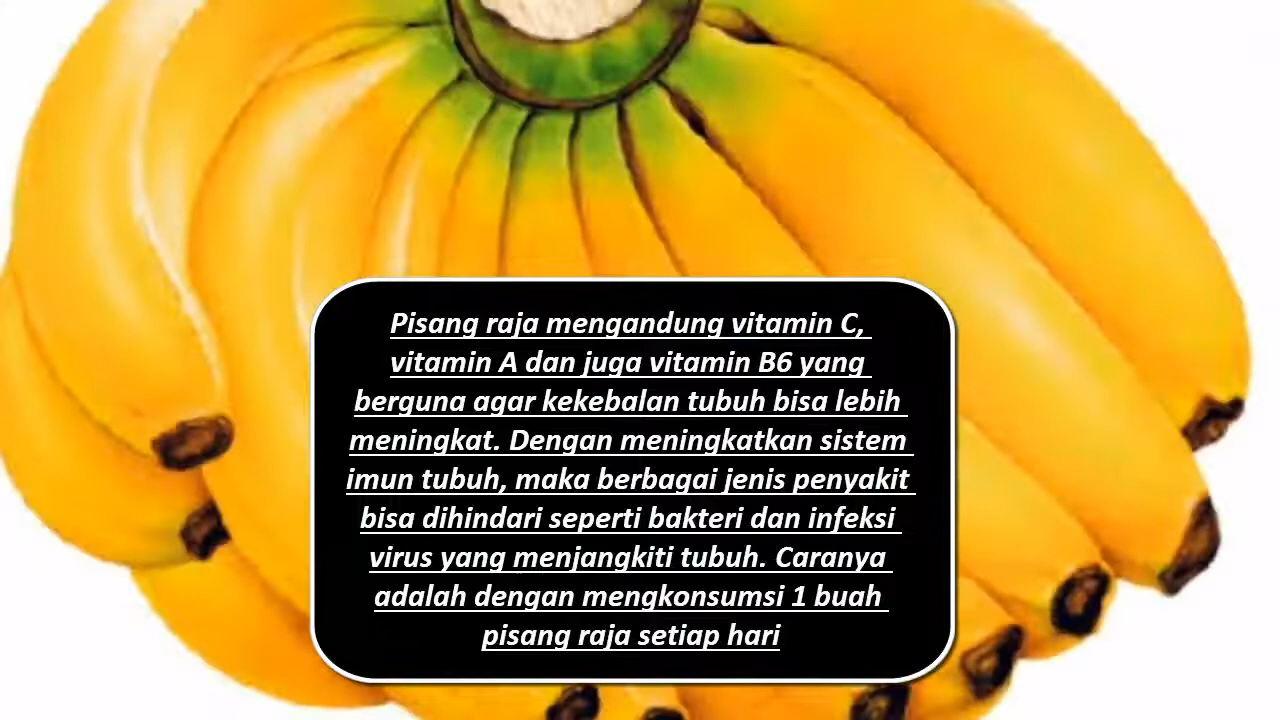 Pisang raja mengandung vitamin C,
vitamin A dan juga vitamin B6 yang
berguna agar kekebalan tubuh bisa lebih
meningkat. Dengan meningkatkan sistem
imun tubuh, maka berbagai jenis penyakit
bisa dihindari seperti bakteri dan infeksi
virus yang menjangkiti tubuh. Caranya
adalah dengan mengkonsumsi 1 buah
pisang raja setiap hari